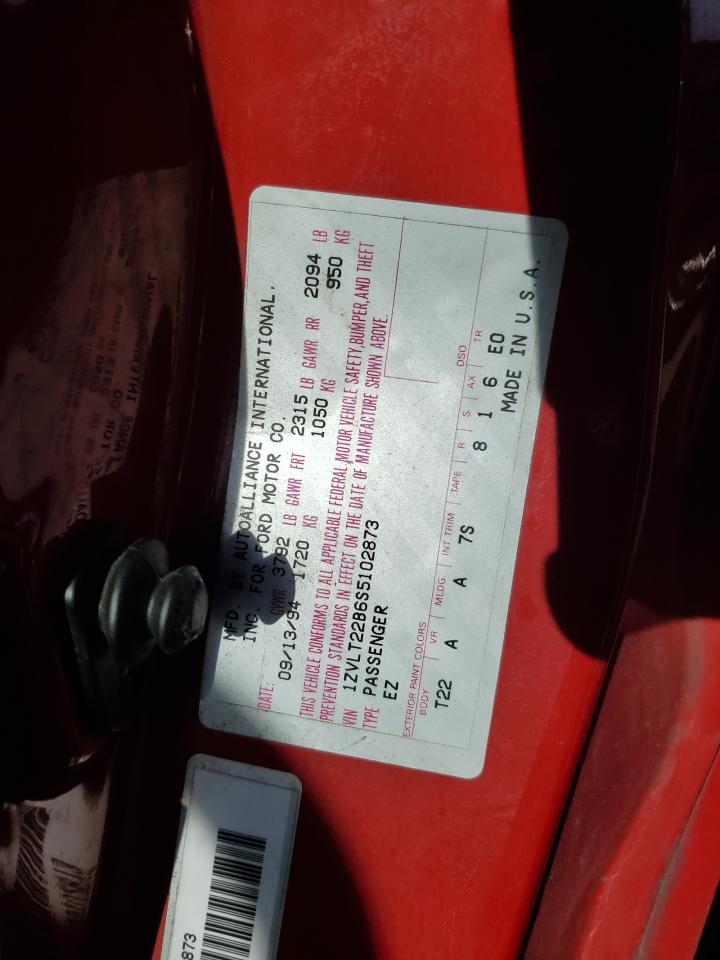 MFD. BY AUTOALLIANCE INTERNATIONAL,
INC. FOR FORD MOTOR CO.
DATE: GVWR 3792 LB GAWR FRT 2315 LB GAWR RR 2094 LB
09/13/94 1720 KG 1050 KG 950 KG
THIS VEHICLE CONFORMS TO ALL APPLICABLE FEDERAL MOTOR VEHICLE SAFETY,BUMPER,AND THEFT
PREVENTION STANDARDS IN EFFECT ON THE DATE OF MANUFACTURE SHOWN ABOVE.
VIN 1ZVLT22B6S5102873
TYPE PASSENGER
EZ
EXTERIOR PAINT COLORS DSO
BODY VR MLDG INT TRIM TAPE R S AX TR
T22 A A 7S 8 1 6 EO
MADE IN U.S.A.
873